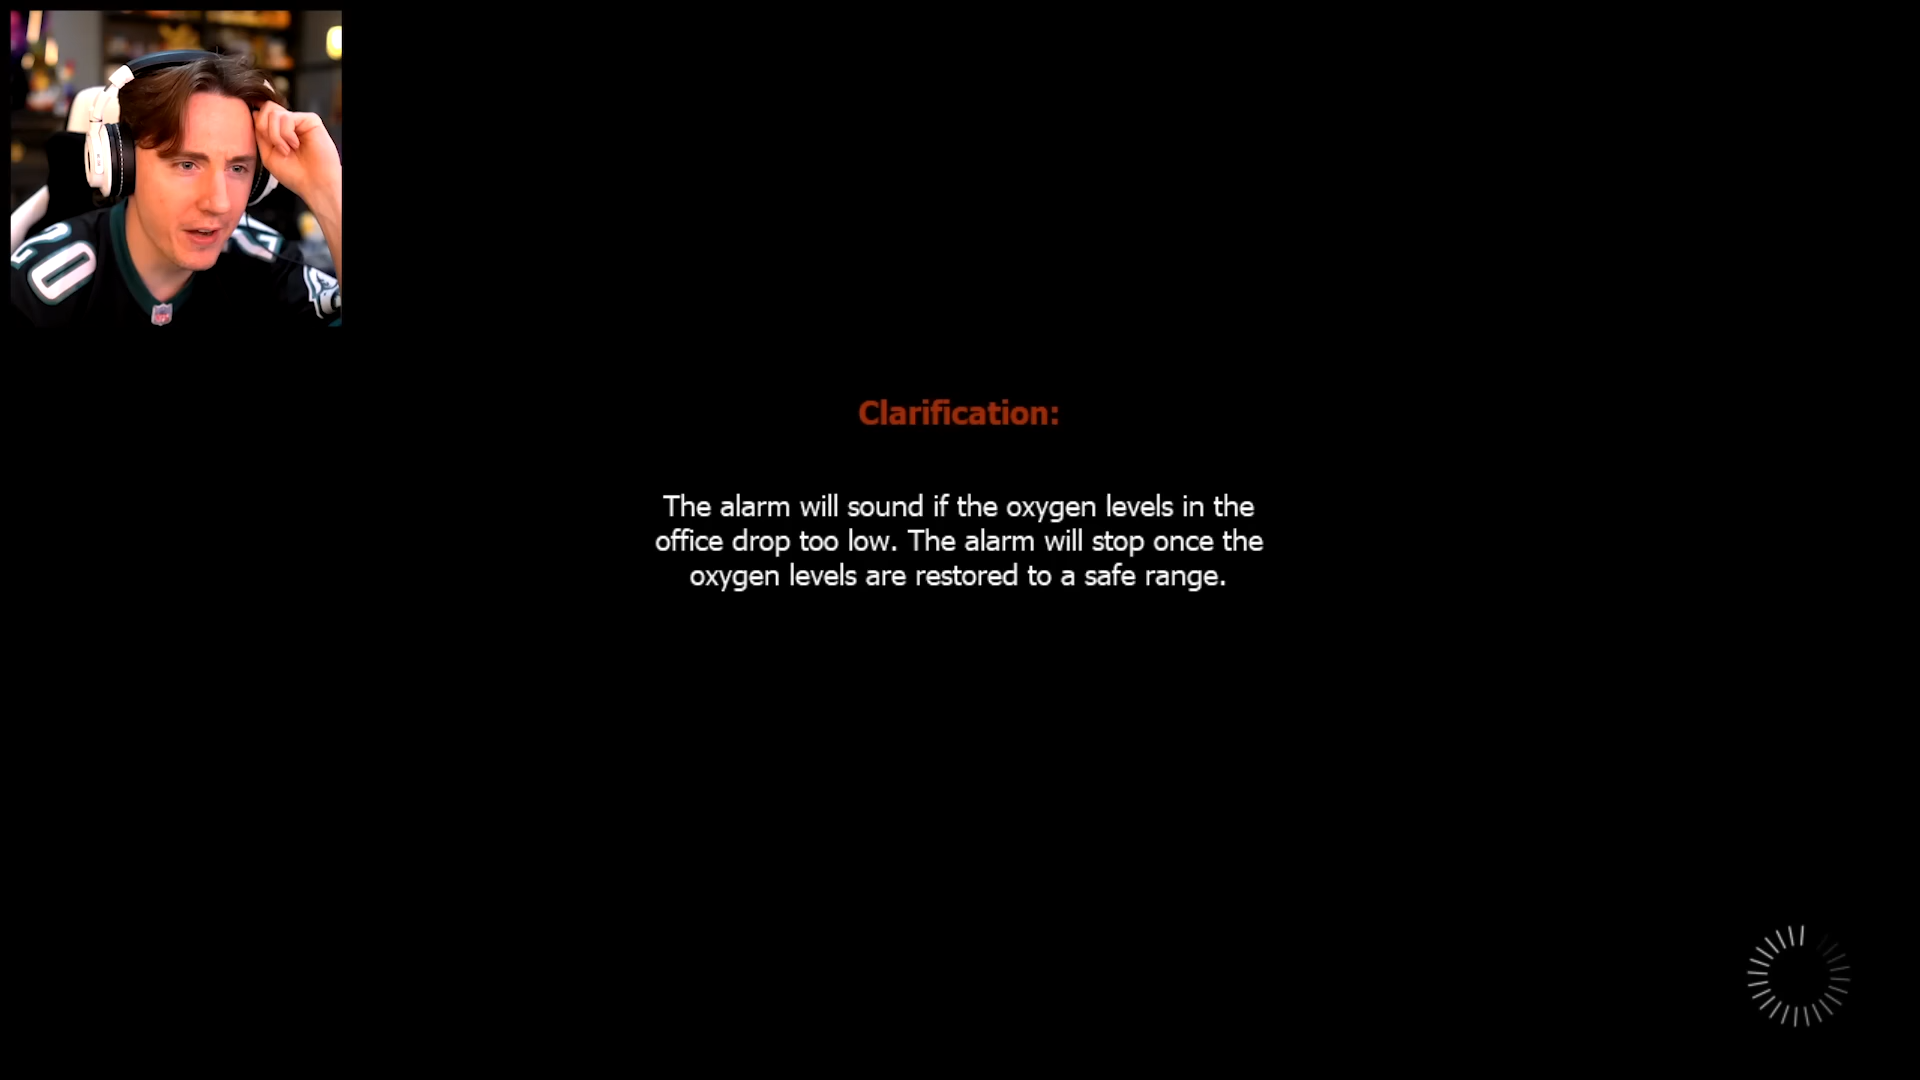 20
Clarification:
The alarm will sound if the oxygen levels in the
office drop too low. The alarm will stop once the
oxygen levels are restored to a safe range.